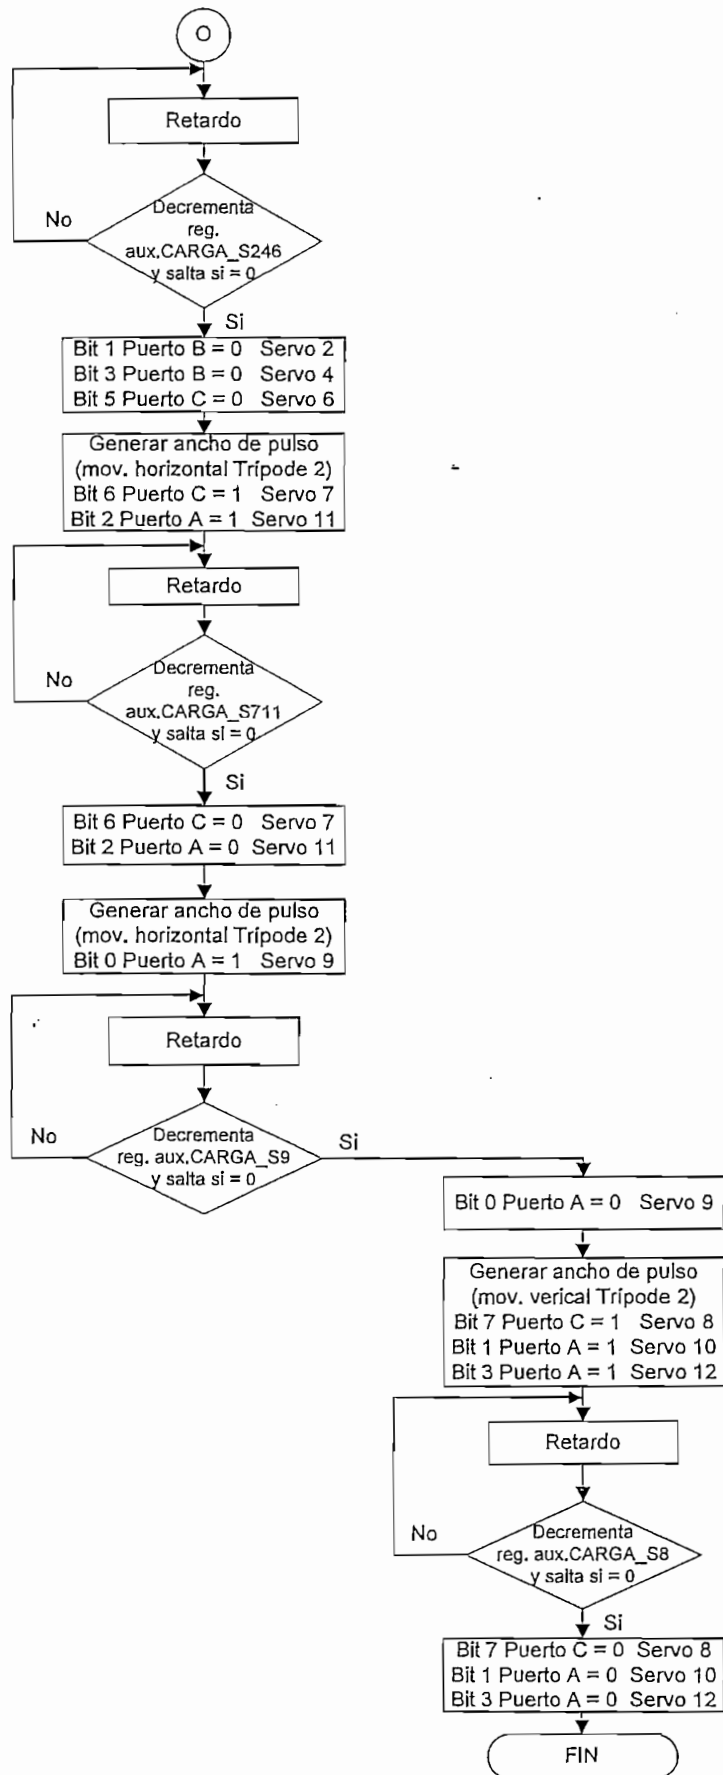 O
Retardo
No
Decrementa
reg.
aux.CARGA_S246
y salta si = 0
Si
Bit 1 Puerto B = 0 Servo 2
Bit 3 Puerto B = 0 Servo 4
Bit 5 Puerto C = 0 Servo 6
Generar ancho de pulso
(mov. horizontal Trípode 2)
Bit 6 Puerto C = 1 Servo 7
Bit 2 Puerto A = 1 Servo 11
Retardo
No
Decrementa
reg.
aux.CARGA_S711
y salta si = 0
Si
Bit 6 Puerto C = 0 Servo 7
Bit 2 Puerto A = 0 Servo 11
Generar ancho de pulso
(mov. horizontal Trípode 2)
Bit 0 Puerto A = 1 Servo 9
Retardo
No
Decrementa
reg. aux.CARGA_S9
y salta si = 0
Si
Bit 0 Puerto A = 0 Servo 9
Generar ancho de pulso
(mov. verical Trípode 2)
Bit 7 Puerto C = 1 Servo 8
Bit 1 Puerto A = 1 Servo 10
Bit 3 Puerto A = 1 Servo 12
Retardo
No
Decrementa
reg. aux.CARGA_S8
y salta si = 0
Si
Bit 7 Puerto C = 0 Servo 8
Bit 1 Puerto A = 0 Servo 10
Bit 3 Puerto A = 0 Servo 12
FIN